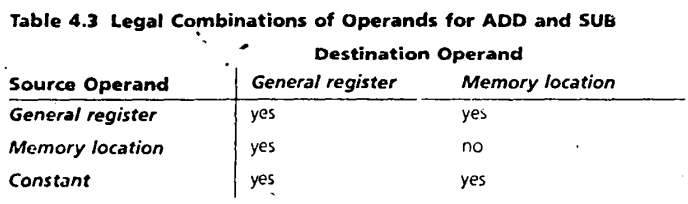 Table 4.3 Legal Combinations of Operands for ADD and SUB
Destination Operand
Source Operand General register Memory location
General register yes yes
Memory location yes no
Constant yes yes